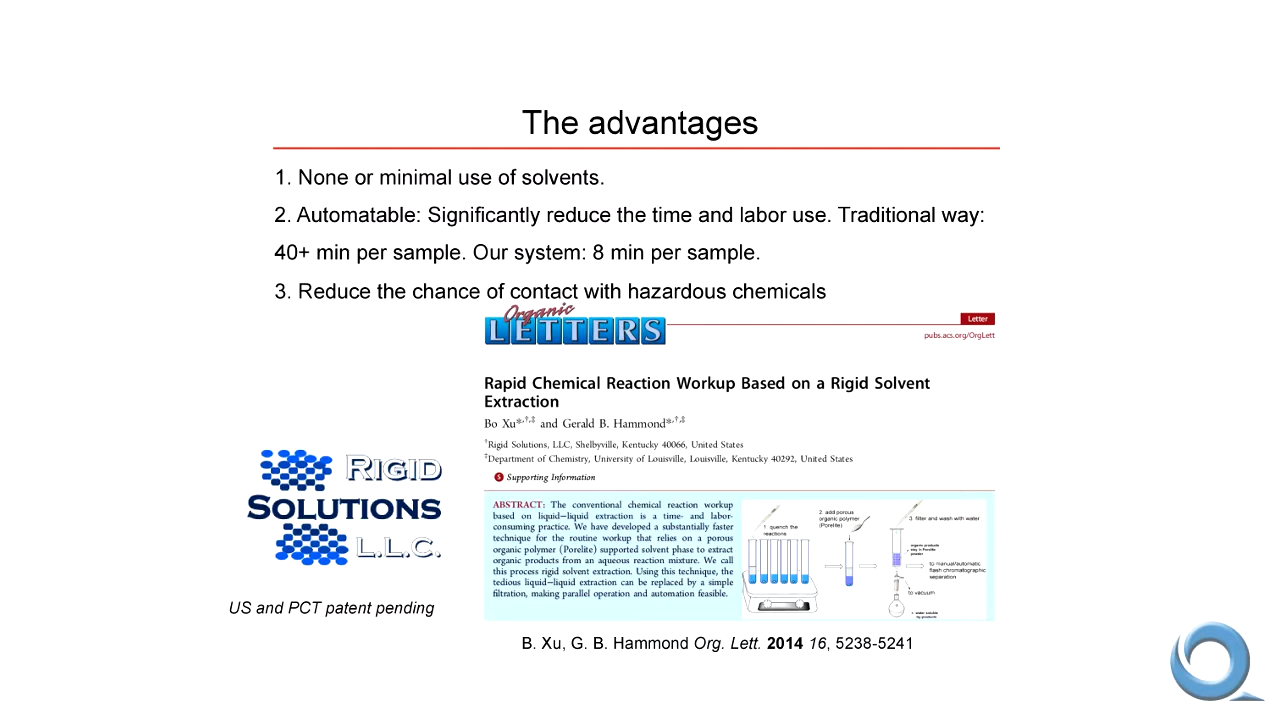 The advantages
1. None or minimal use of solvents.
2. Automatable: Significantly reduce the time and labor use. Traditional way:
40+ min per sample. Our system: 8 min per sample.
3. Reduce the chance of contact with hazardous chemicals
Organic
LETTERS
Letter
pubs.acs.org/OrgLett
Rapid Chemical Reaction Workup Based on a Rigid Solvent
Extraction
Bo Xu*,†,‡ and Gerald B. Hammond*,†,‡
†Rigid Solutions, LLC, Shelbyville, Kentucky 40066, United States
‡Department of Chemistry, University of Louisville, Louisville, Kentucky 40292, United States
S Supporting Information
ABSTRACT: The conventional chemical reaction workup
based on liquid−liquid extraction is a time- and labor-
consuming practice. We have developed a substantially faster
technique for the routine workup that relies on a porous
organic polymer (Porelite) supported solvent phase to extract
organic products from an aqueous reaction mixture. We call
this process rigid solvent extraction. Using this technique, the
tedious liquid−liquid extraction can be replaced by a simple
filtration, making parallel operation and automation feasible.
1. quench the
reactions
2. add porous
organic polymer
(Porelite)
3. filter and wash with water
organic products
stay in Porelite
powder
to manual/automatic
flash chromatographic
separation
to vacuum
water soluble
by-products
RIGID
SOLUTIONS
L.L.C.
US and PCT patent pending
B. Xu, G. B. Hammond Org. Lett. 2014 16, 5238-5241